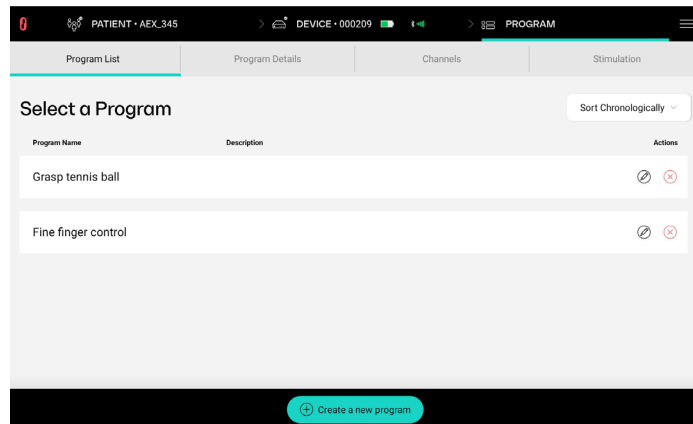 PATIENT • AEX_345 DEVICE • 000209 PROGRAM
Program List Program Details Channels Stimulation
Select a Program
Sort Chronologically
Program Name Description Actions
Grasp tennis ball
Fine finger control
Create a new program